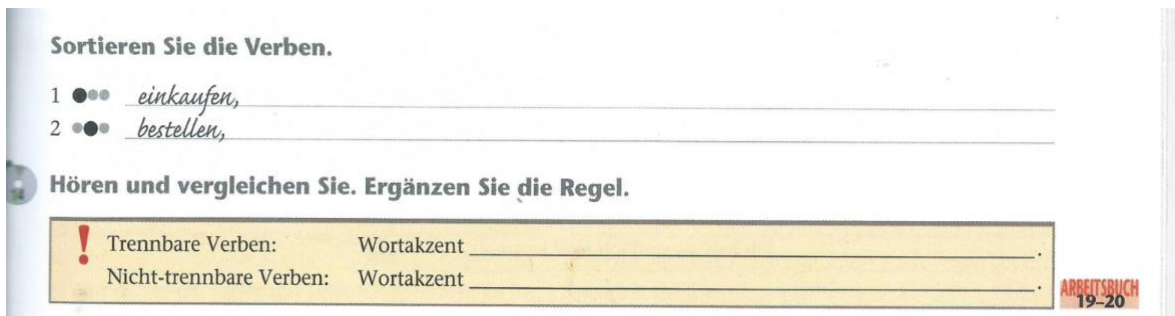 Sortieren Sie die Verben.
1 einkaufen,
2 bestellen,
Hören und vergleichen Sie. Ergänzen Sie die Regel.
! Trennbare Verben: Wortakzent .
Nicht-trennbare Verben: Wortakzent .
ARBEITSBUCH
19–20